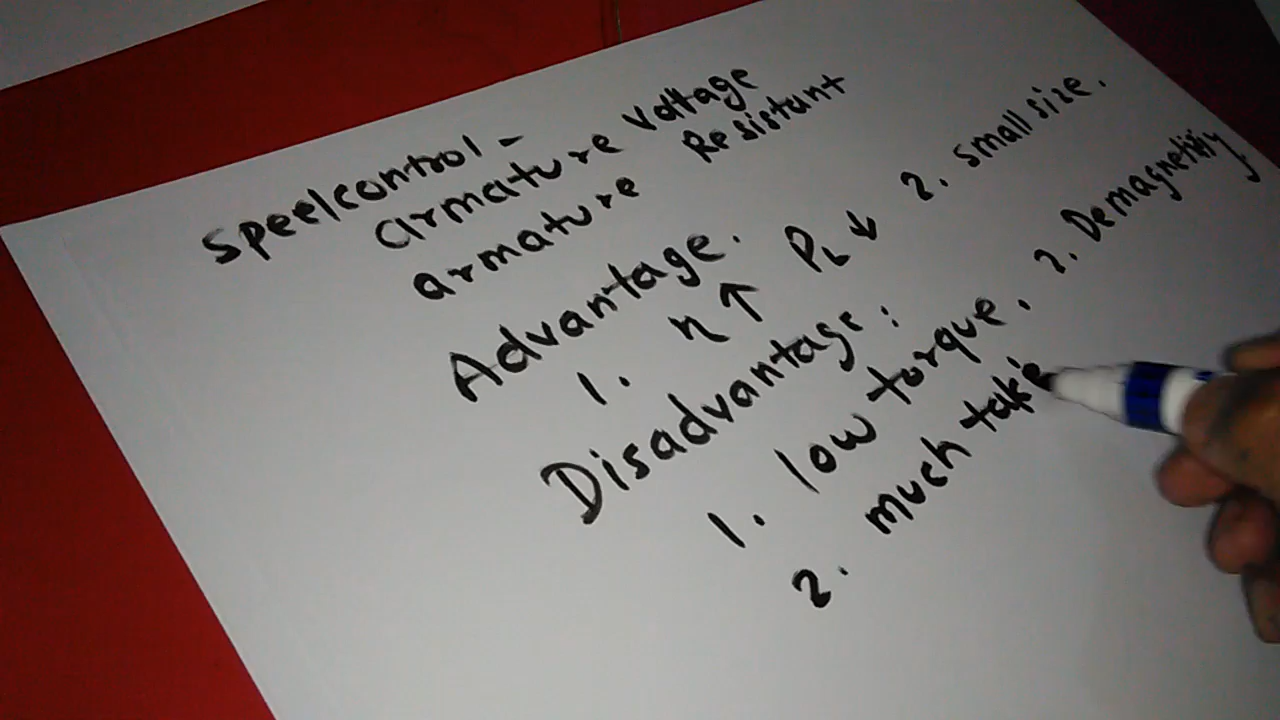 Speelcontrol -
armature voltage
armature Resistant
Advantage.
1. n ↑ PL ↓ 2. small size.
Disadvantage:
1. low torque. 2. Demagnetizing
2. much take